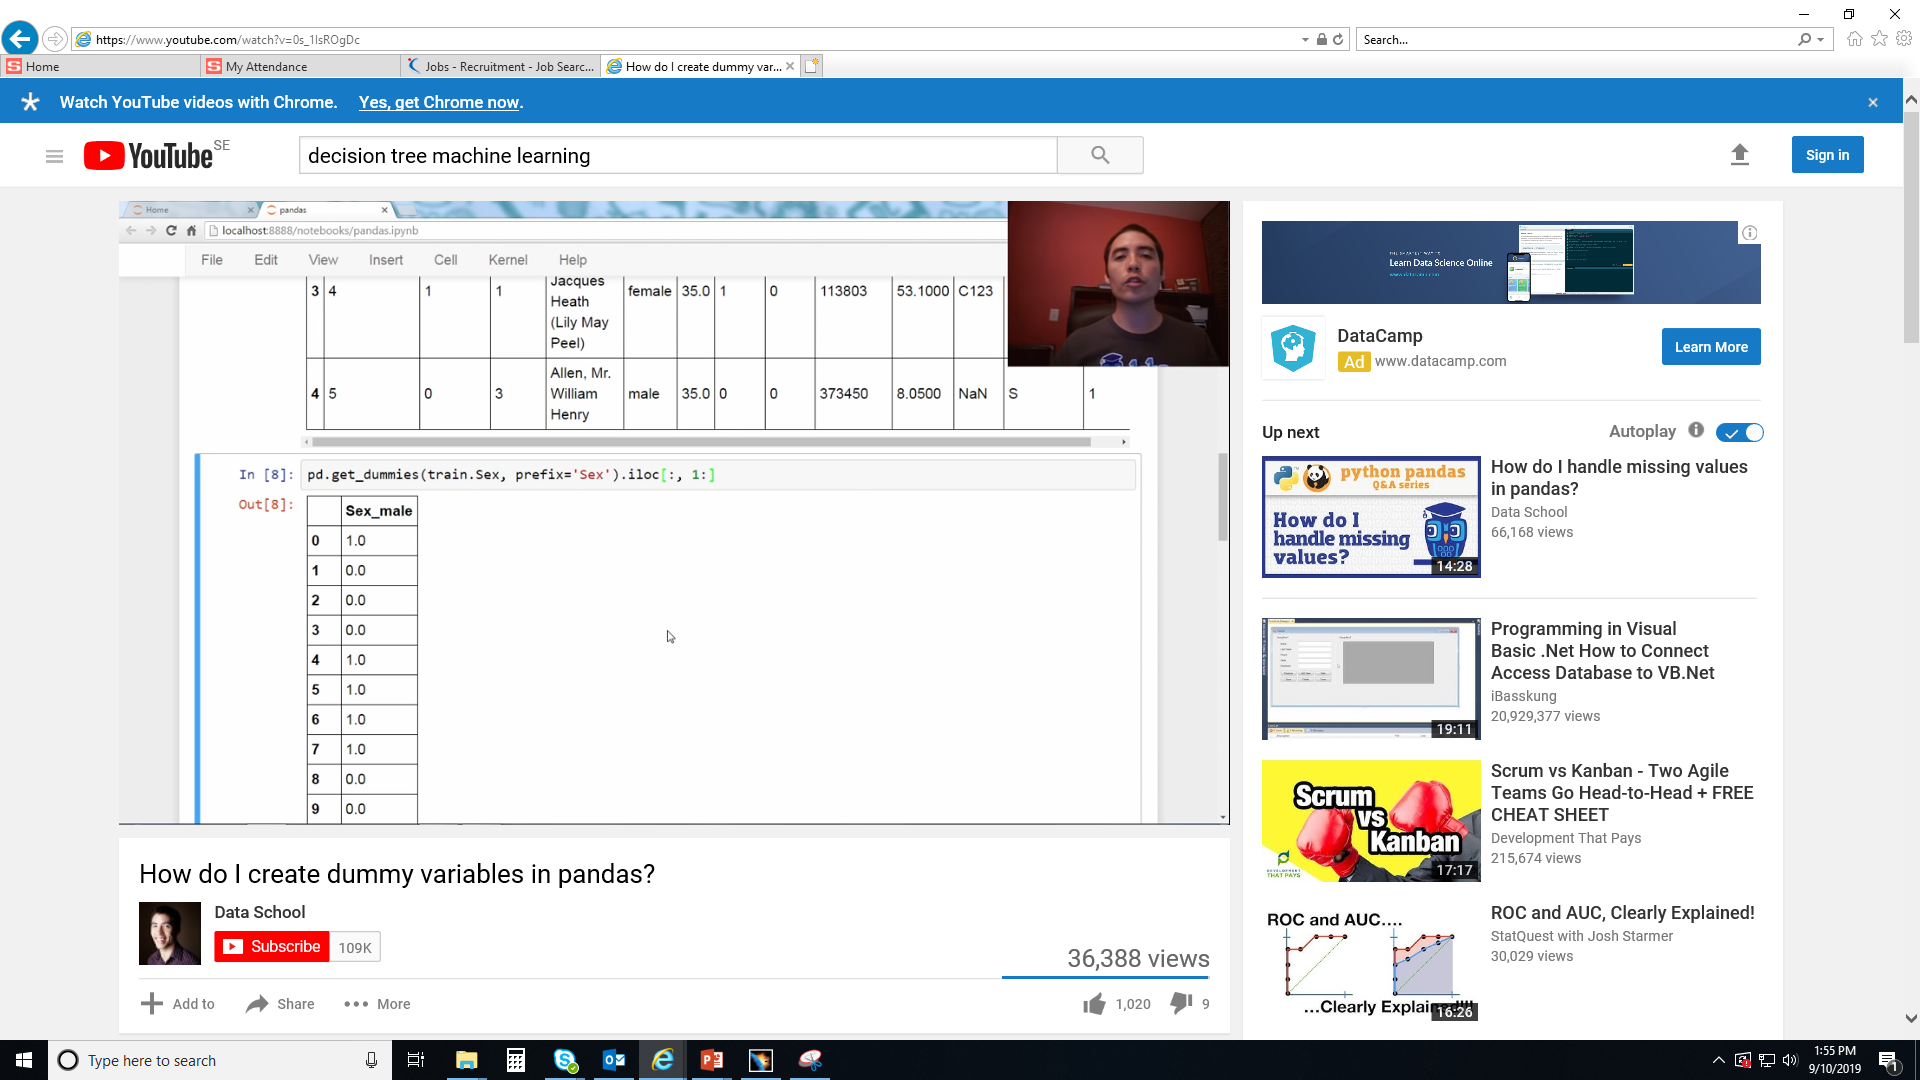 https://www.youtube.com/watch?v=0s_1IsROgDc
Search...
Home
My Attendance
Jobs - Recruitment - Job Searc...
How do I create dummy var...
Watch YouTube videos with Chrome. Yes, get Chrome now.
YouTube SE
decision tree machine learning
Sign in
Home
pandas
localhost:8888/notebooks/pandas.ipynb
File Edit View Insert Cell Kernel Help
3 4 1 1 Jacques Heath (Lily May Peel) female 35.0 1 0 113803 53.1000 C123
4 5 0 3 Allen, Mr. William Henry male 35.0 0 0 373450 8.0500 NaN S 1
In [8]: pd.get_dummies(train.Sex, prefix='Sex').iloc[:, 1:]
Out[8]:
Sex_male
0 1.0
1 0.0
2 0.0
3 0.0
4 1.0
5 1.0
6 1.0
7 1.0
8 0.0
9 0.0
How do I create dummy variables in pandas?
Data School
Subscribe 109K
36,388 views
Add to Share More
1,020 9
Learn Data Science Online
www.datacamp.com
DataCamp
Ad www.datacamp.com
Learn More
Up next
Autoplay
python pandas
Q&A series
How do I
handle missing
values?
14:28
How do I handle missing values
in pandas?
Data School
66,168 views
19:11
Programming in Visual
Basic .Net How to Connect
Access Database to VB.Net
iBasskung
20,929,377 views
Scrum
vs
Kanban
DEVELOPMENT
THAT PAYS
17:17
Scrum vs Kanban - Two Agile
Teams Go Head-to-Head + FREE
CHEAT SHEET
Development That Pays
215,674 views
ROC and AUC....
...Clearly Explained!!!!
16:26
ROC and AUC, Clearly Explained!
StatQuest with Josh Starmer
30,029 views
Type here to search
1:55 PM
9/10/2019
1